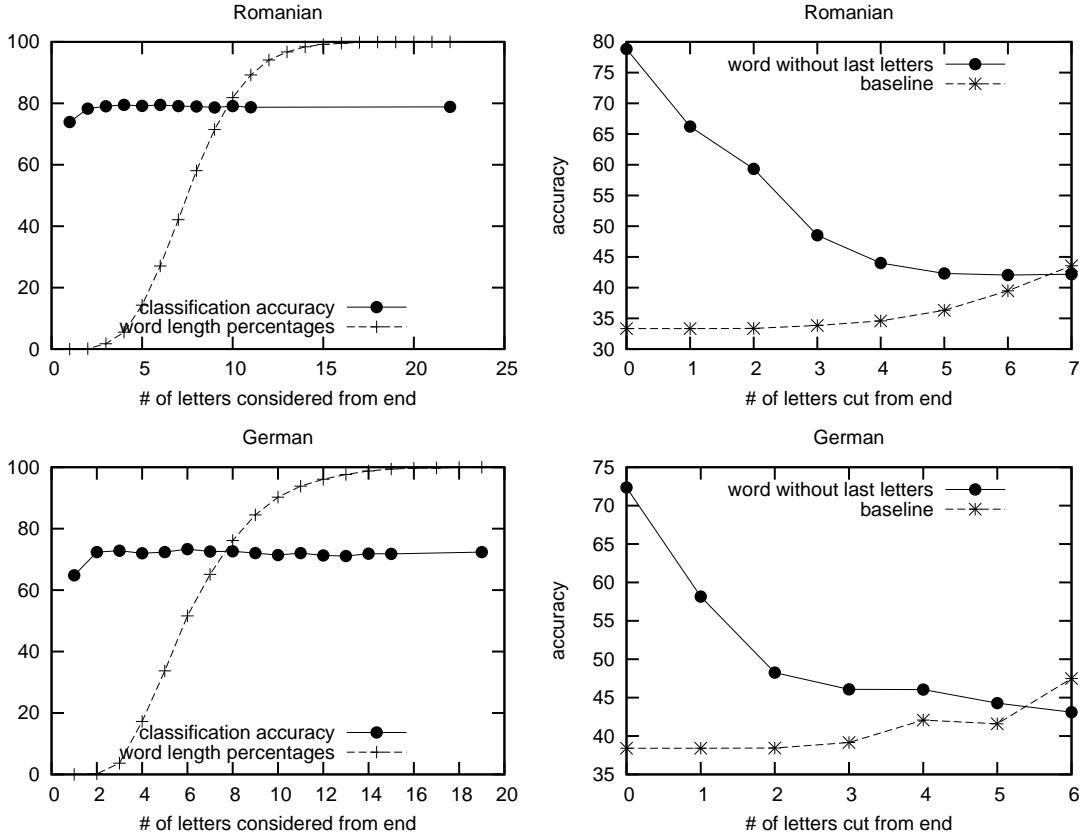 Romanian
100
80
60
40
20
0
0 5 10 15 20 25
# of letters considered from end
classification accuracy
word length percentages
Romanian
80
75
70
65
60
55
50
45
40
35
30
0 1 2 3 4 5 6 7
accuracy
# of letters cut from end
word without last letters
baseline
German
100
80
60
40
20
0
0 2 4 6 8 10 12 14 16 18 20
# of letters considered from end
classification accuracy
word length percentages
German
75
70
65
60
55
50
45
40
35
0 1 2 3 4 5 6
accuracy
# of letters cut from end
word without last letters
baseline